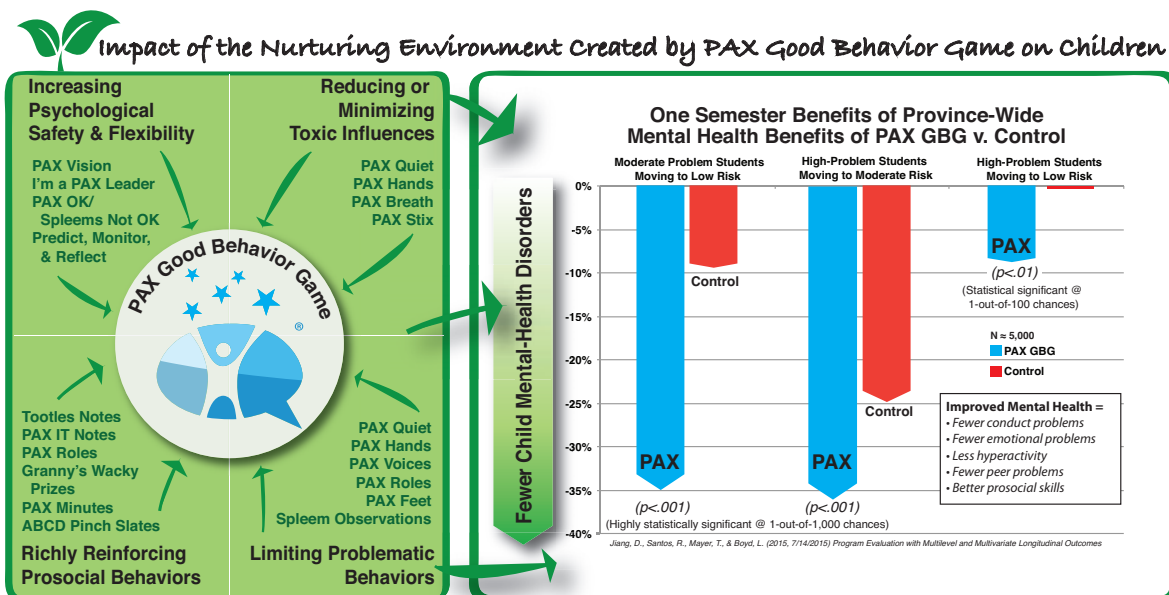 Impact of the Nurturing Environment Created by PAX Good Behavior Game on Children
Increasing
Psychological
Safety & Flexibility
PAX Vision
I'm a PAX Leader
PAX OK/
Spleems Not OK
Predict, Monitor,
& Reflect
Reducing or
Minimizing
Toxic Influences
PAX Quiet
PAX Hands
PAX Breath
PAX Stix
PAX Good Behavior Game
®
Tootles Notes
PAX IT Notes
PAX Roles
Granny's Wacky
Prizes
PAX Minutes
ABCD Pinch Slates
Richly Reinforcing
Prosocial Behaviors
PAX Quiet
PAX Hands
PAX Voices
PAX Roles
PAX Feet
Spleem Observations
Limiting Problematic
Behaviors
Fewer Child Mental-Health Disorders
One Semester Benefits of Province-Wide
Mental Health Benefits of PAX GBG v. Control
Moderate Problem Students
Moving to Low Risk
High-Problem Students
Moving to Moderate Risk
High-Problem Students
Moving to Low Risk
0%
-5%
-10%
-15%
-20%
-25%
-30%
-35%
-40%
PAX
Control
(p<.001)
PAX
Control
(p<.001)
(Highly statistically significant @ 1-out-of-1,000 chances)
PAX
(p<.01)
(Statistical significant @
1-out-of-100 chances)
N ≈ 5,000
PAX GBG
Control
Improved Mental Health =
• Fewer conduct problems
• Fewer emotional problems
• Less hyperactivity
• Fewer peer problems
• Better prosocial skills
Jiang, D., Santos, R., Mayer, T., & Boyd, L. (2015, 7/14/2015) Program Evaluation with Multilevel and Multivariate Longitudinal Outcomes